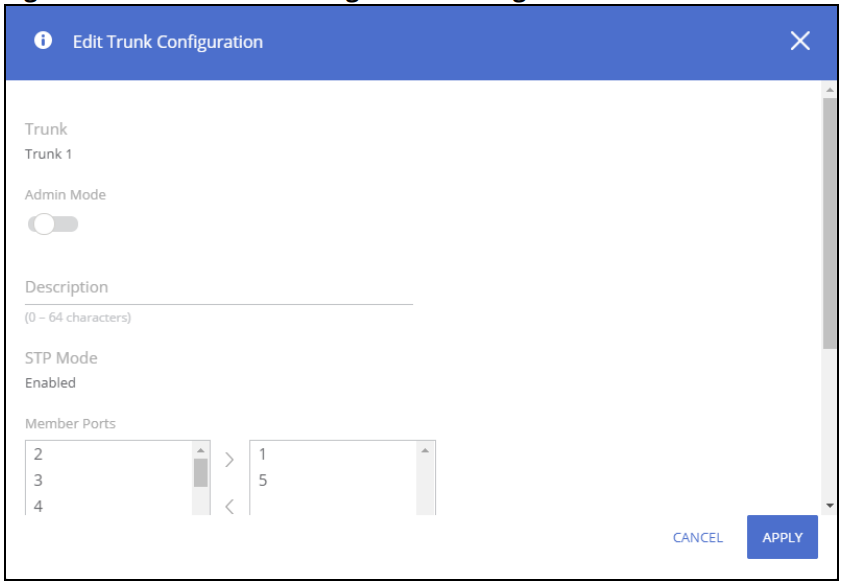 Edit Trunk Configuration
Trunk
Trunk 1
Admin Mode
Description
(0 – 64 characters)
STP Mode
Enabled
Member Ports
2
1
3
5
4
CANCEL
APPLY